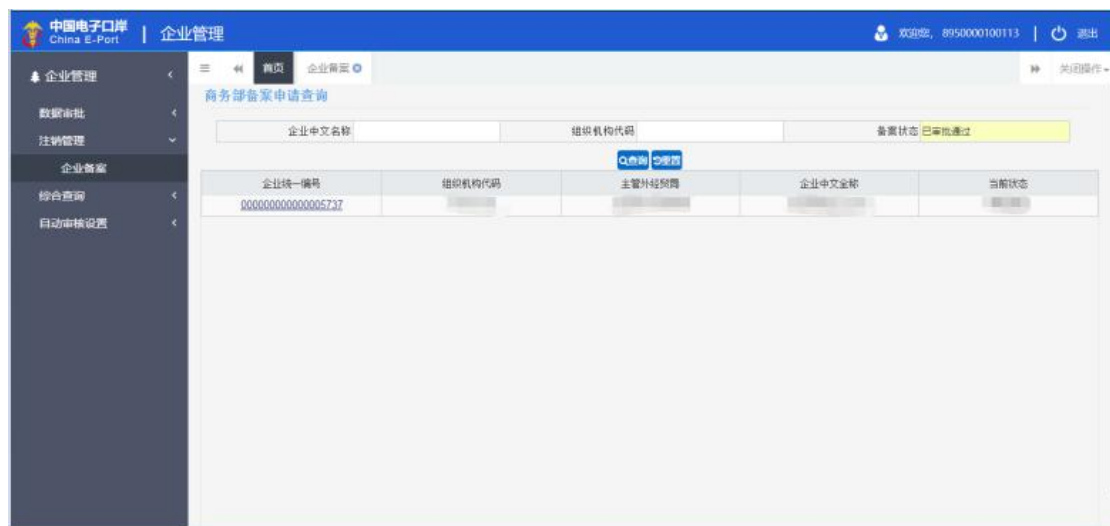 中国电子口岸
China E-Port
企业管理
欢迎您, 8950000100113
退出
企业管理
首页
企业备案
关闭操作
商务部备案申请查询
数据审批
注销管理
企业备案
综合查询
自动审核设置
企业中文名称
组织机构代码
备案状态 已审批通过
查询 重置
企业统一编号 组织机构代码 主管外经贸局 企业中文全称 当前状态
000000000000005737